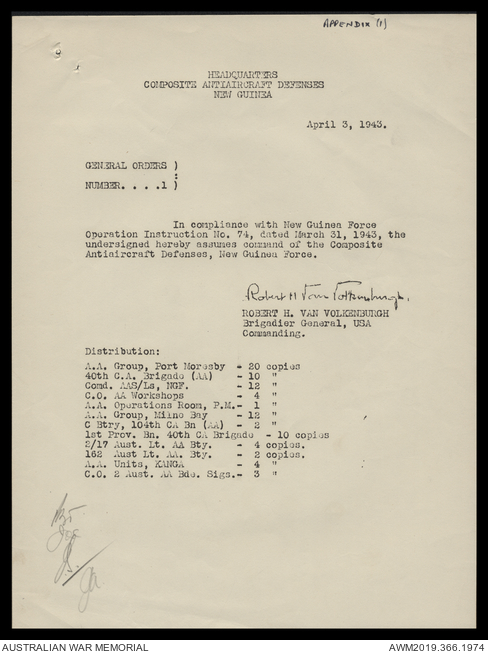 APPENDIX (1)
HEADQUARTERS
COMPOSITE ANTIAIRCRAFT DEFENSES
NEW GUINEA
April 3, 1943.
GENERAL ORDERS )
:
NUMBER. . . .1 )
In compliance with New Guinea Force
Operation Instruction No. 74, dated March 31, 1943, the
undersigned hereby assumes command of the Composite
Antiaircraft Defenses, New Guinea Force.
Robert H Van Volkenburgh.
ROBERT H. VAN VOLKENBURGH
Brigadier General, USA
Commanding.
Distribution:
A.A. Group, Port Moresby - 20 copies
40th C.A. Brigade (AA) - 10 "
Comd. AAS/Ls, NGF. - 12 "
C.O. AA Workshops - 4 "
A.A. Operations Room, P.M.- 1 "
A.A. Group, Milne Bay - 12 "
C Btry, 104th CA Bn (AA) - 2 "
1st Prov. Bn. 40th CA Brigade - 10 copies
2/17 Aust. Lt. AA Bty. - 4 copies.
162 Aust Lt. AA. Bty. - 2 copies.
A.A. Units, KANGA - 4 "
C.O. 2 Aust. AA Bde. Sigs.- 3 "
AUSTRALIAN WAR MEMORIAL
AWM2019.366.1974